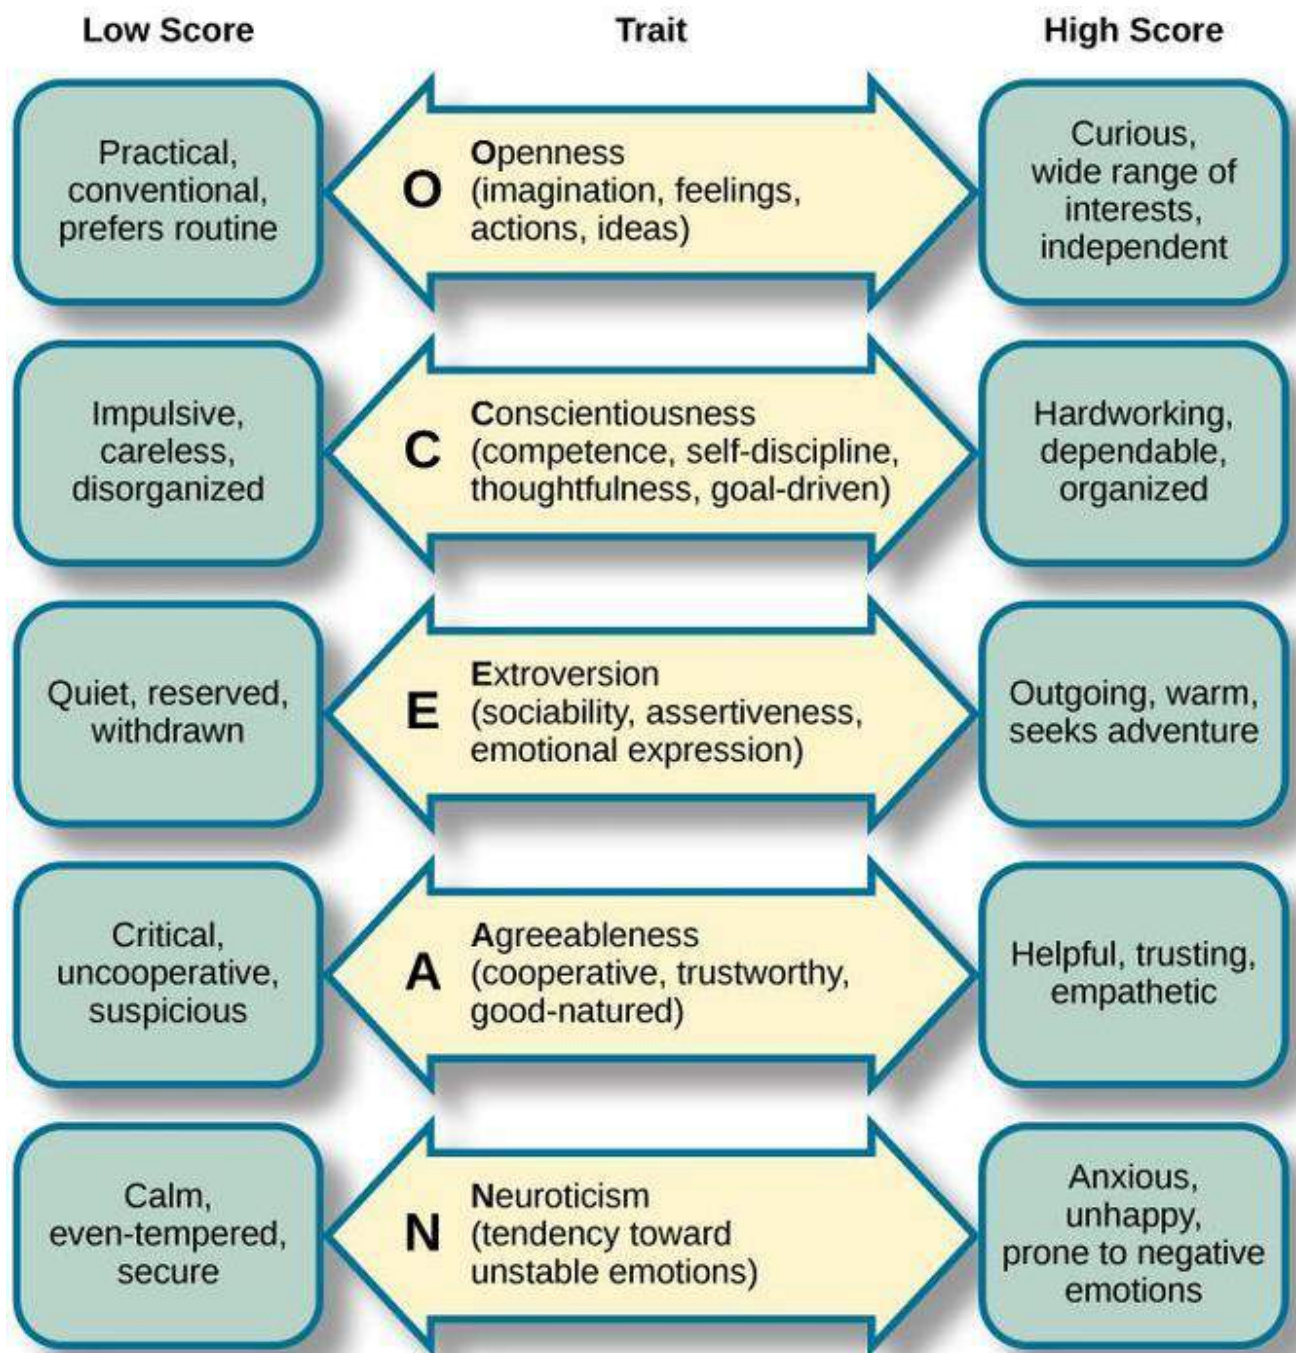 Low Score
Trait
High Score
Practical,
conventional,
prefers routine
O
Openness
(imagination, feelings,
actions, ideas)
Curious,
wide range of
interests,
independent
Impulsive,
careless,
disorganized
C
Conscientiousness
(competence, self-discipline,
thoughtfulness, goal-driven)
Hardworking,
dependable,
organized
Quiet, reserved,
withdrawn
E
Extroversion
(sociability, assertiveness,
emotional expression)
Outgoing, warm,
seeks adventure
Critical,
uncooperative,
suspicious
A
Agreeableness
(cooperative, trustworthy,
good-natured)
Helpful, trusting,
empathetic
Calm,
even-tempered,
secure
N
Neuroticism
(tendency toward
unstable emotions)
Anxious,
unhappy,
prone to negative
emotions